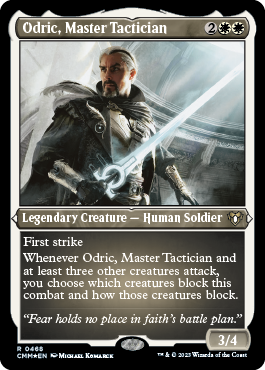 Odric, Master Tactician 2
Legendary Creature — Human Soldier
First strike
Whenever Odric, Master Tactician and
at least three other creatures attack,
you choose which creatures block this
combat and how those creatures block.
“Fear holds no place in faith’s battle plan.”
3/4
R 0468
CMM★EN Michael Komarck
™ & © 2023 Wizards of the Coast